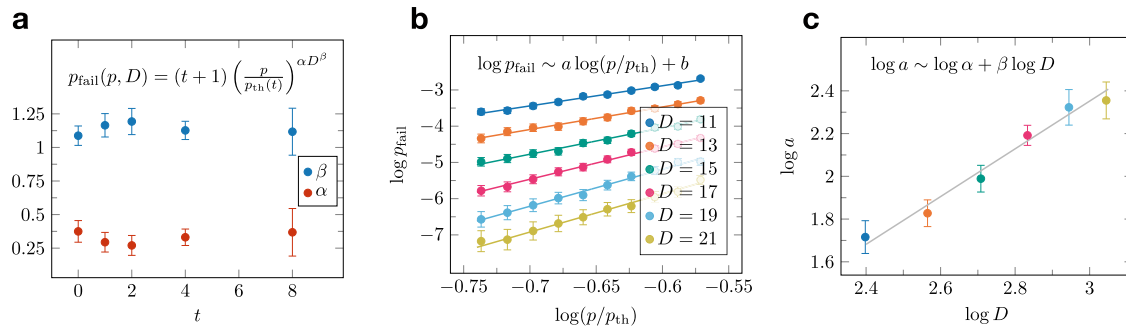 a
p_fail(p, D) = (t + 1) (p / p_th(t))^{αD^β}
1.25
1
0.75
0.5
0.25
β
α
0
2
4
6
8
t
b
log p_fail ∼ a log(p/p_th) + b
−3
−4
−5
−6
−7
log p_fail
D = 11
D = 13
D = 15
D = 17
D = 19
D = 21
−0.75
−0.7
−0.65
−0.6
−0.55
log(p/p_th)
c
log a ∼ log α + β log D
2.4
2.2
2
1.8
1.6
log a
2.4
2.6
2.8
3
log D